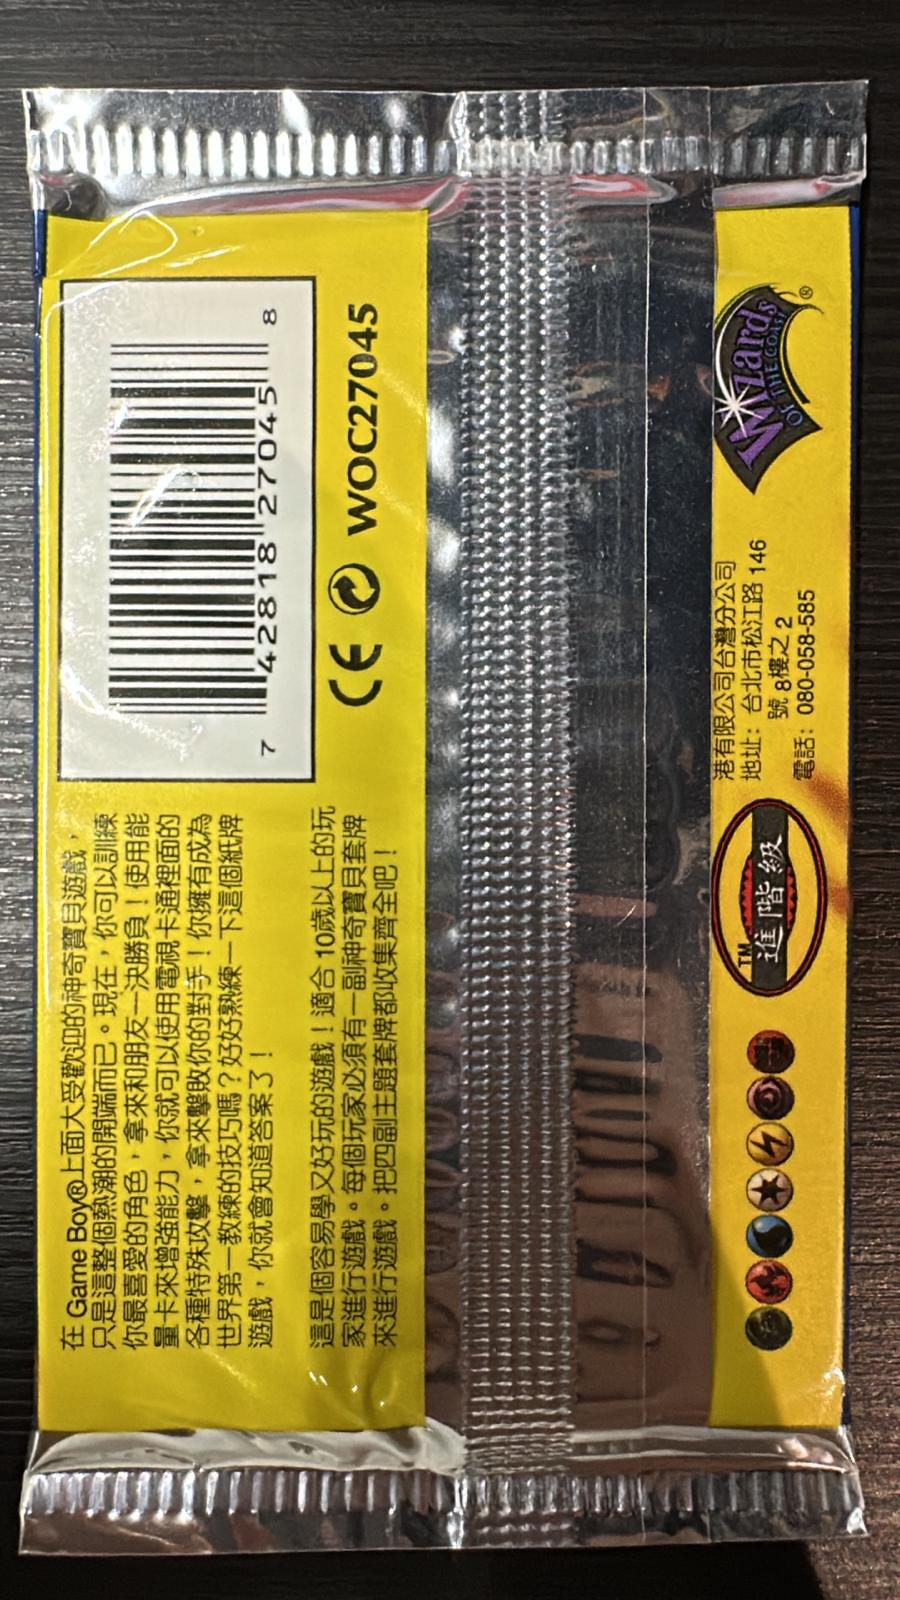 在 Game Boy®上面大受歡迎的神奇寶貝遊戲，
只是這整個熱潮的開端而已。現在，你可以訓練
你最喜愛的角色，拿來和朋友一決勝負！使用能
量卡來增強能力，你就可以使用電視卡通裡面的
各種特殊攻擊，拿來擊敗你的對手！你擁有成為
世界第一教練的技巧嗎？好好熟練一下這個紙牌
遊戲，你就會知道答案了！
這是個容易學又好玩的遊戲！適合 10歲以上的玩
家進行遊戲。每個玩家必須有一副神奇寶貝套牌
來進行遊戲。把四副主題套牌都收集齊全吧！
7 42818 27045 8
CE WOC27045
TM
進階級
港有限公司台灣分公司
地址：台北市松江路 146
號 8樓之 2
電話：080-058-585
Wizards
OF THE COAST
®